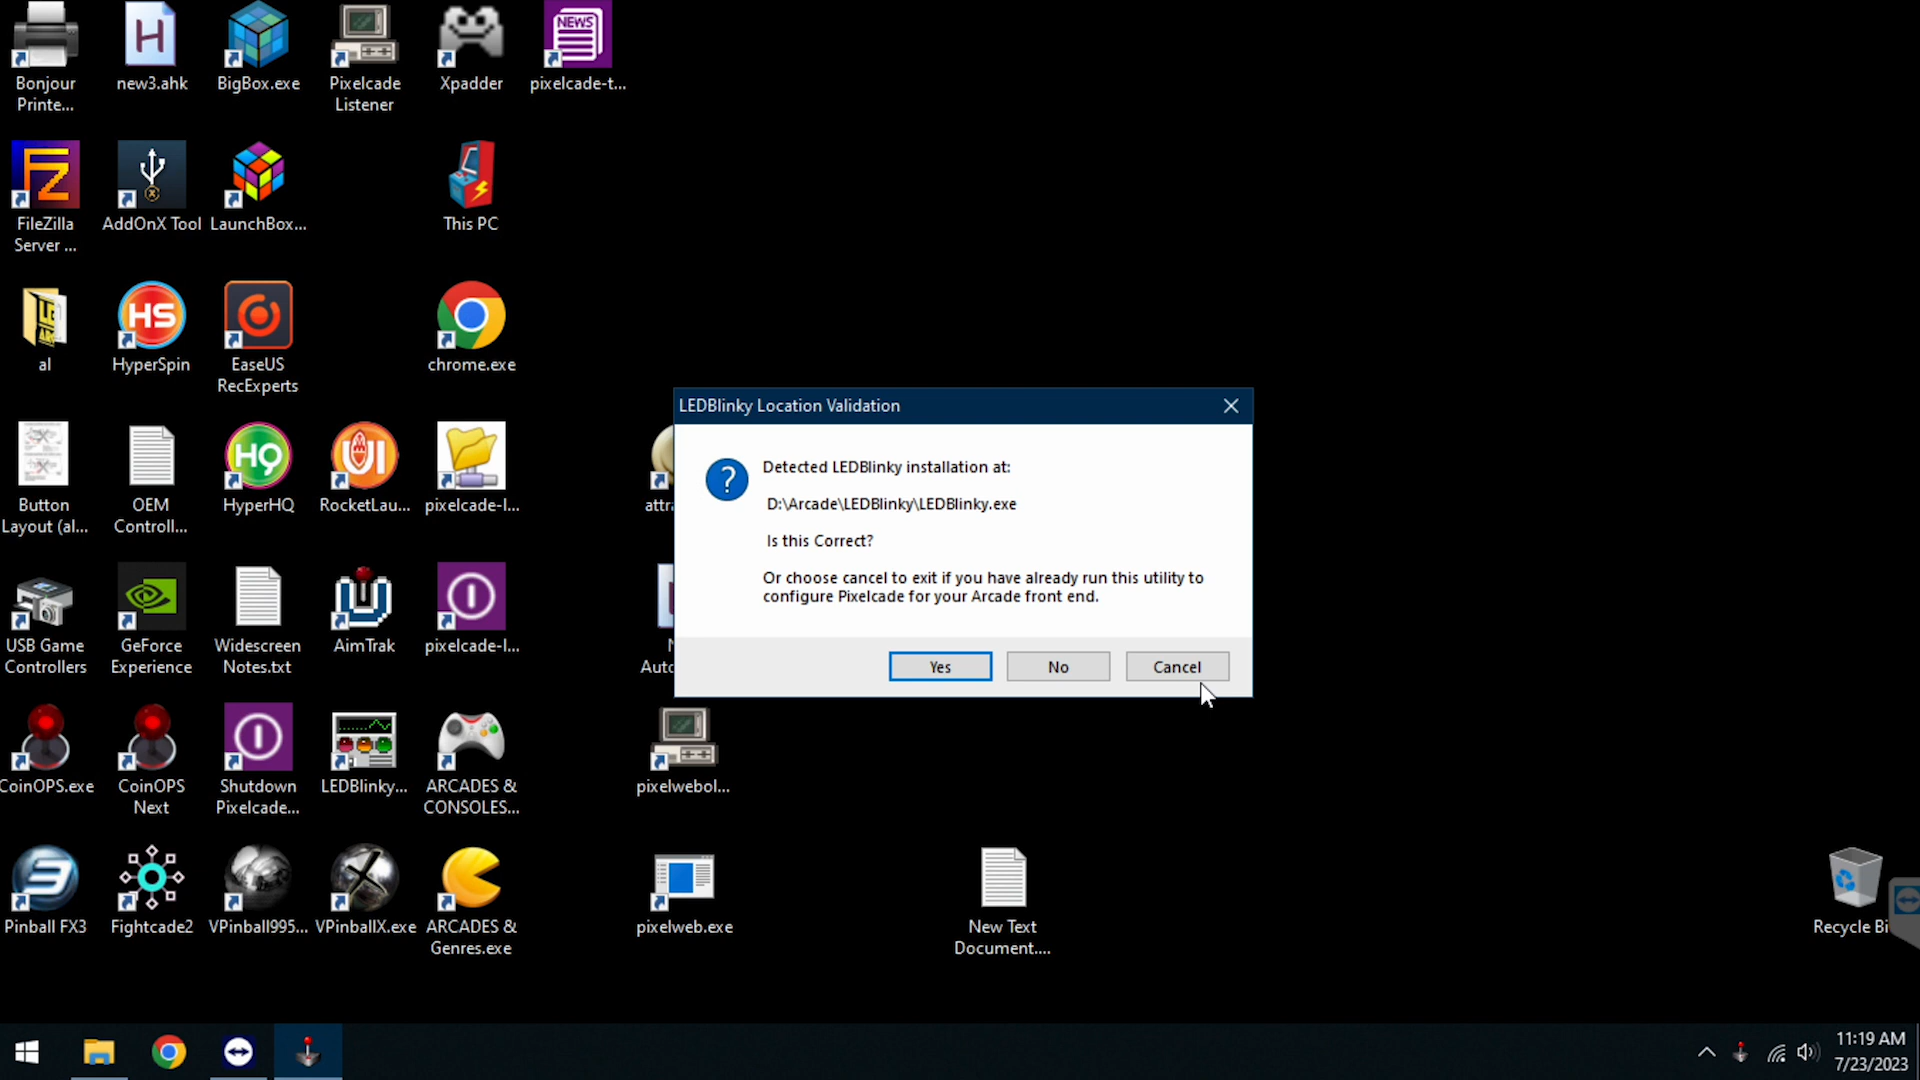 Bonjour
Printe...
new3.ahk
BigBox.exe
Pixelcade
Listener
Xpadder
NEWS
pixelcade-t...
FZ
FileZilla
Server ...
AddOnX Tool
LaunchBox...
This PC
al
HS
HyperSpin
EaseUS
RecExperts
chrome.exe
Button
Layout (al...
OEM
Controll...
HQ
HyperHQ
RocketLau...
pixelcade-l...
attra
LEDBlinky Location Validation
Detected LEDBlinky installation at:
D:\Arcade\LEDBlinky\LEDBlinky.exe
Is this Correct?
Or choose cancel to exit if you have already run this utility to
configure Pixelcade for your Arcade front end.
Yes
No
Cancel
USB Game
Controllers
GeForce
Experience
Widescreen
Notes.txt
AimTrak
pixelcade-l...
Auto
CoinOPS.exe
CoinOPS
Next
Shutdown
Pixelcade...
LEDBlinky...
ARCADES &
CONSOLES...
pixelwebol...
Pinball FX3
Fightcade2
VPinball995...
VPinballX.exe
ARCADES &
Genres.exe
pixelweb.exe
New Text
Document....
Recycle Bi
11:19 AM
7/23/2023